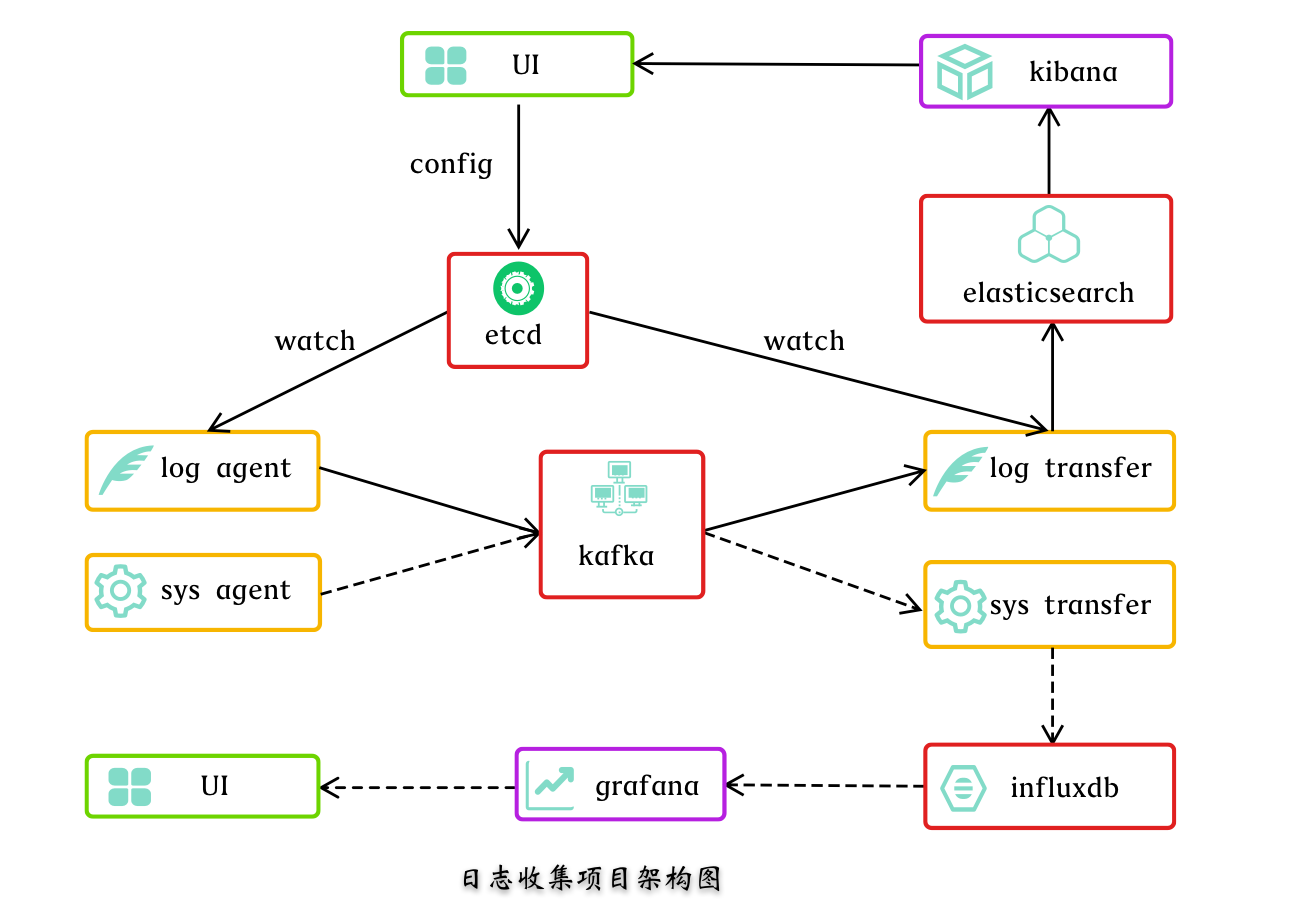 UI
kibana
config
elasticsearch
etcd
watch
watch
log agent
log transfer
kafka
sys agent
sys transfer
UI
grafana
influxdb
日志收集项目架构图